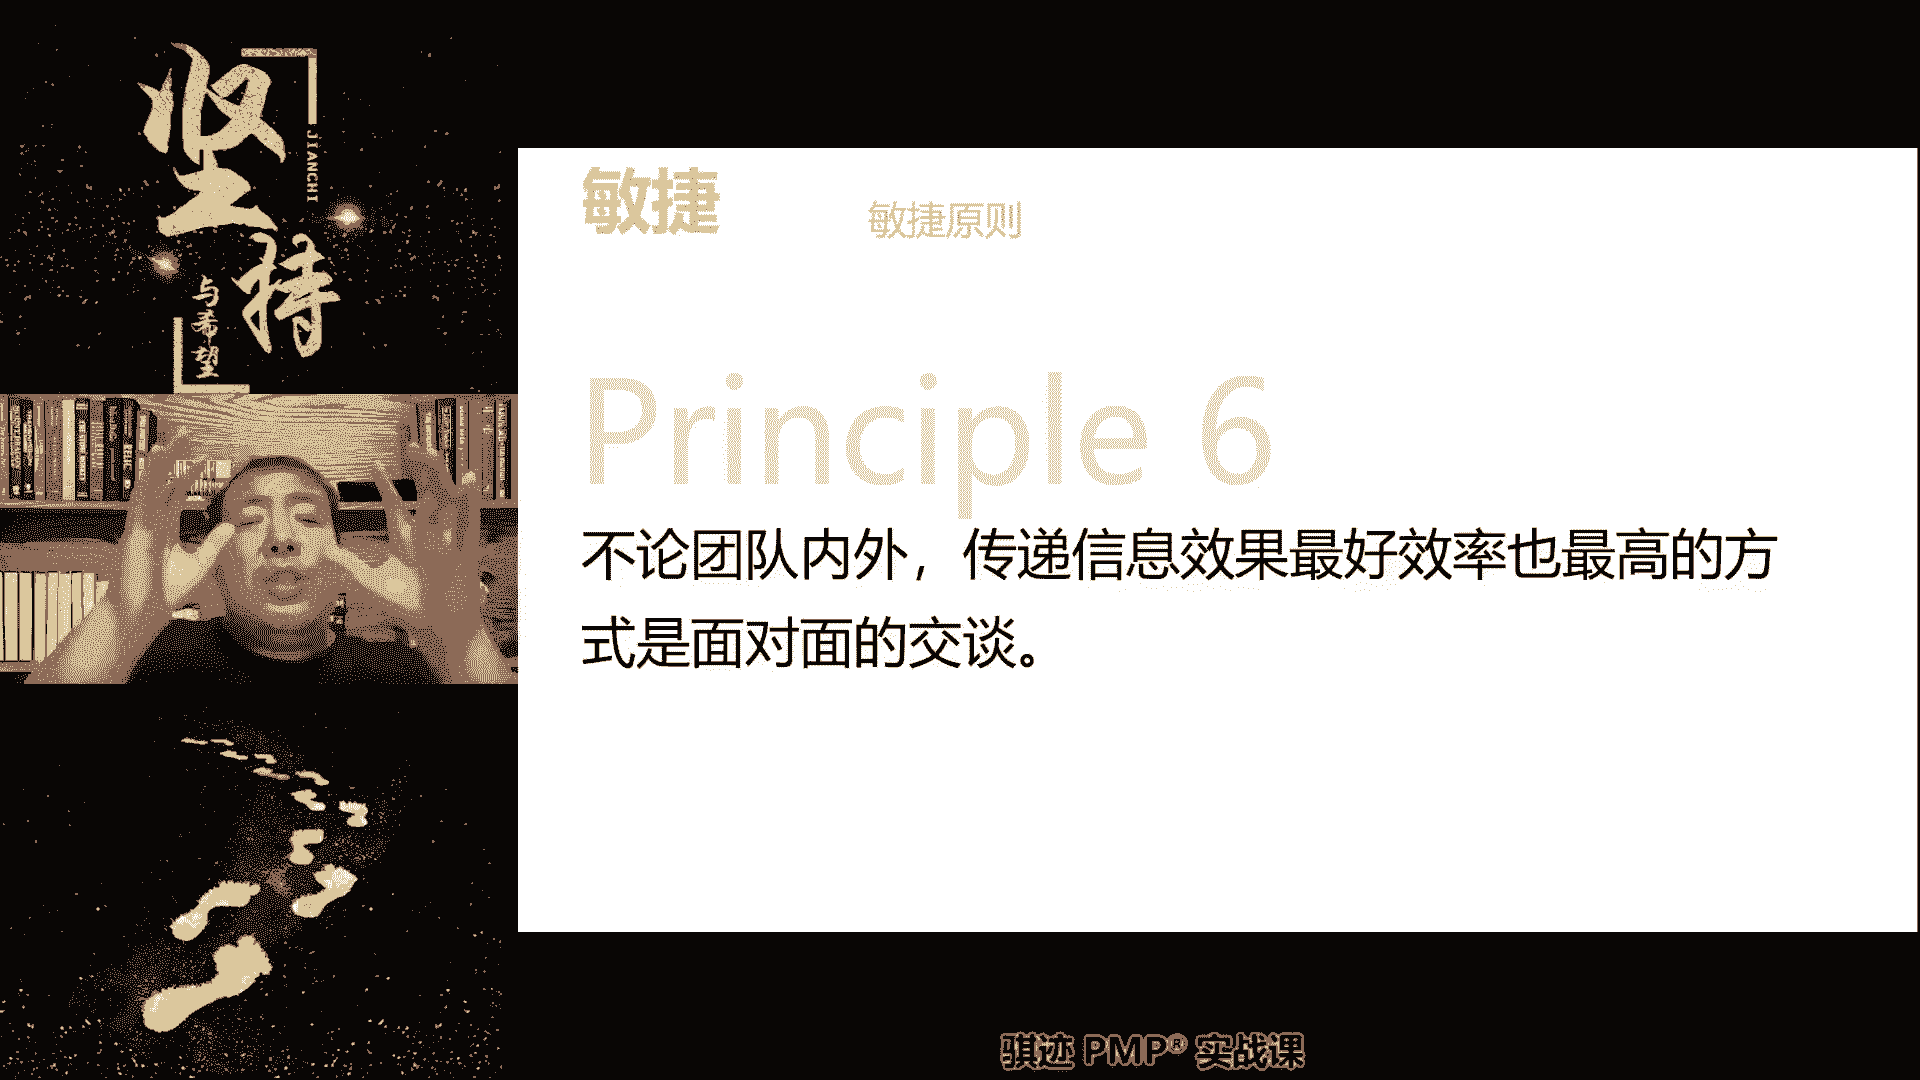 坚持
JIANCHI
与希望
敏捷
敏捷原则
Principle 6
不论团队内外，传递信息效果最好效率也最高的方
式是面对面的交谈。
骐迹 PMP® 实战课